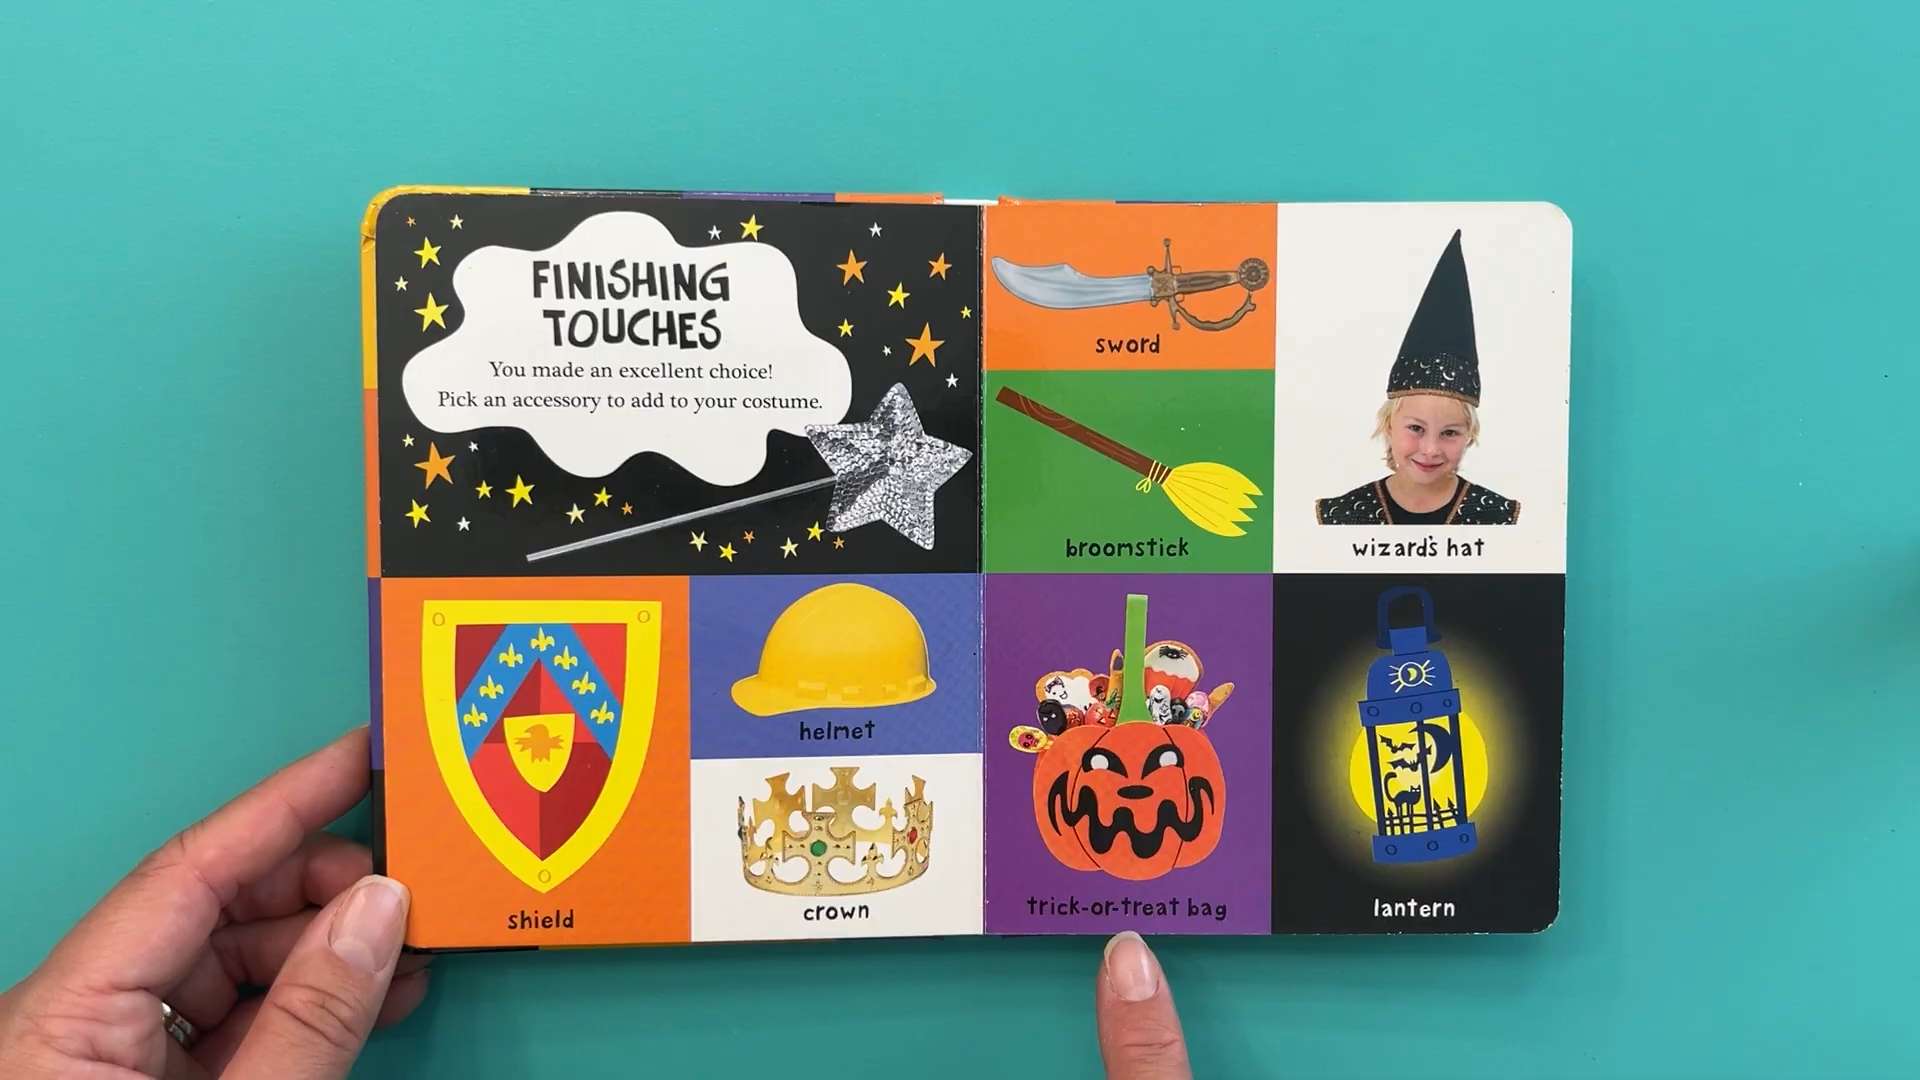 FINISHING
TOUCHES
You made an excellent choice!
Pick an accessory to add to your costume.
shield
helmet
crown
sword
broomstick
wizard's hat
trick-or-treat bag
lantern